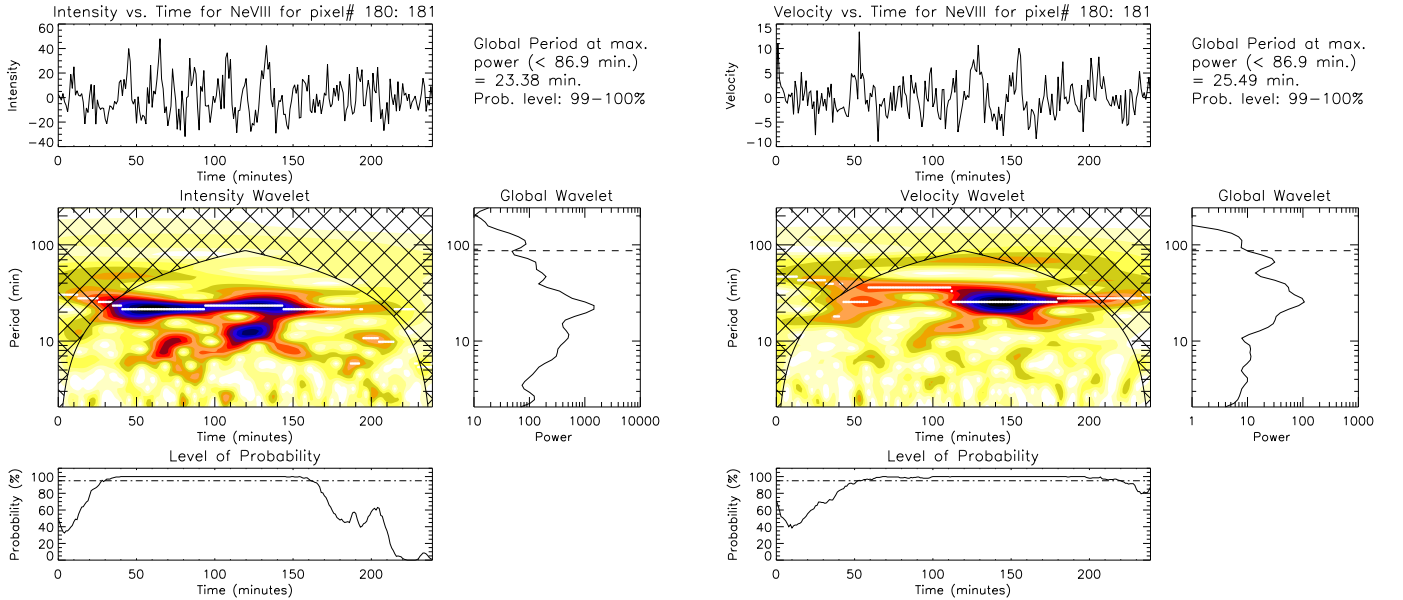 Intensity vs. Time for NeVIII for pixel# 180: 181
60
40
20
0
−20
−40
Intensity
0 50 100 150 200
Time (minutes)
Global Period at max.
power (< 86.9 min.)
= 23.38 min.
Prob. level: 99−100%
Intensity Wavelet
100
10
Period (min)
0 50 100 150 200
Time (minutes)
Global Wavelet
100
10
10 100 1000 10000
Power
Level of Probability
100
80
60
40
20
0
Probability (%)
0 50 100 150 200
Time (minutes)
Velocity vs. Time for NeVIII for pixel# 180: 181
15
10
5
0
−5
−10
Velocity
0 50 100 150 200
Time (minutes)
Global Period at max.
power (< 86.9 min.)
= 25.49 min.
Prob. level: 99−100%
Velocity Wavelet
100
10
Period (min)
0 50 100 150 200
Time (minutes)
Global Wavelet
100
10
1 10 100 1000
Power
Level of Probability
100
80
60
40
20
0
Probability (%)
0 50 100 150 200
Time (minutes)